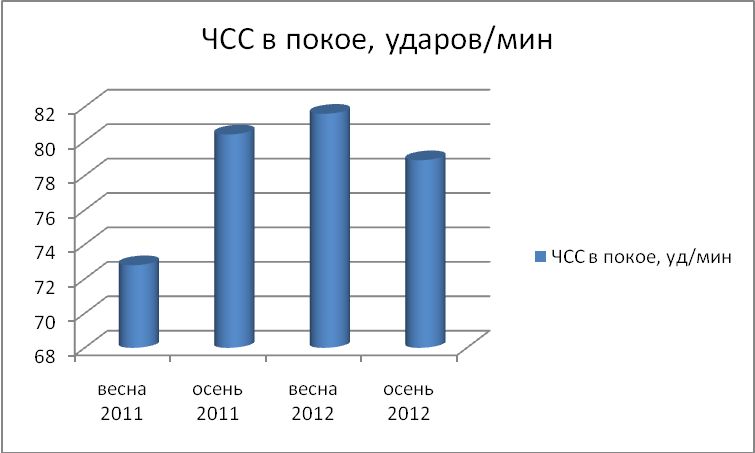 ЧСС в покое, ударов/мин
82
80
78
76
74
72
70
68
весна 2011
осень 2011
весна 2012
осень 2012
ЧСС в покое, уд/мин